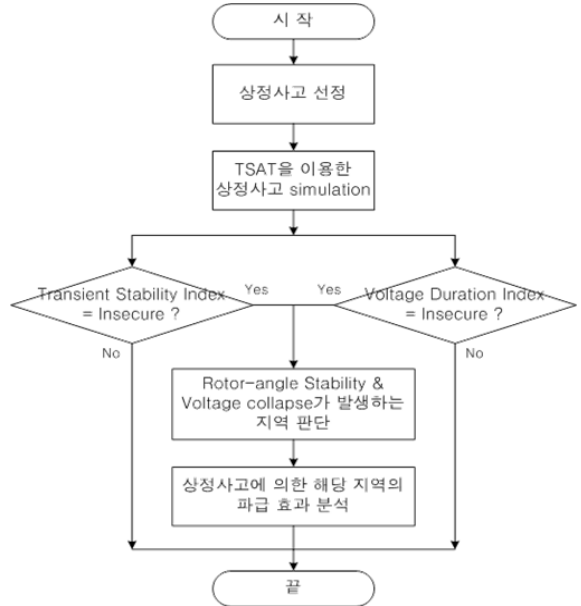 시 작
상정사고 선정
TSAT을 이용한
상정사고 simulation
Transient Stability Index
= Insecure ?
Yes
Yes
Voltage Duration Index
= Insecure ?
No
No
Rotor-angle Stability &
Voltage collapse가 발생하는
지역 판단
상정사고에 의한 해당 지역의
파급 효과 분석
끝